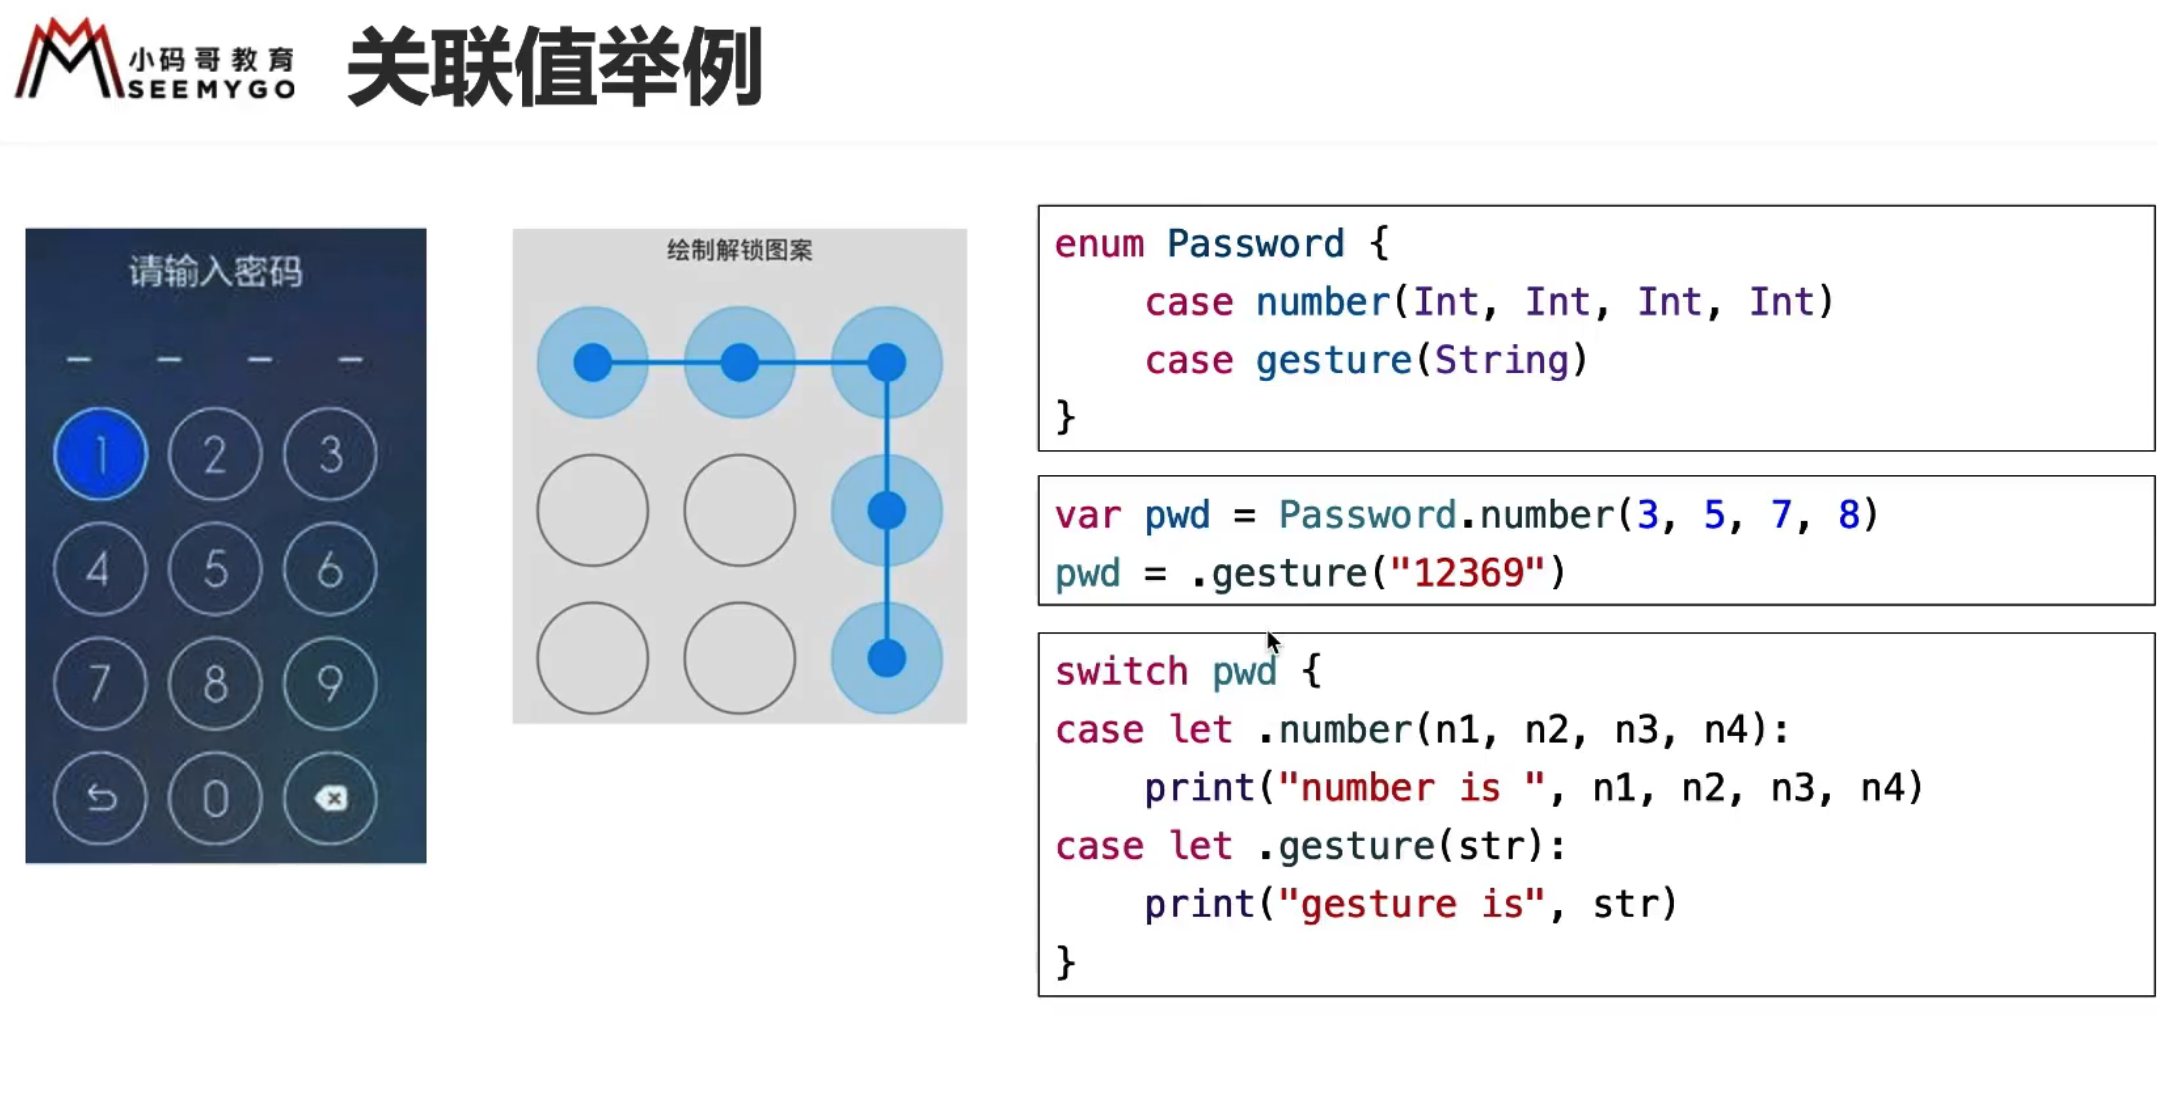 小码哥教育
SEEMYGO
关联值举例
请输入密码
1 2 3
4 5 6
7 8 9
0
绘制解锁图案
enum Password {
    case number(Int, Int, Int, Int)
    case gesture(String)
}
var pwd = Password.number(3, 5, 7, 8)
pwd = .gesture("12369")
switch pwd {
case let .number(n1, n2, n3, n4):
    print("number is ", n1, n2, n3, n4)
case let .gesture(str):
    print("gesture is", str)
}